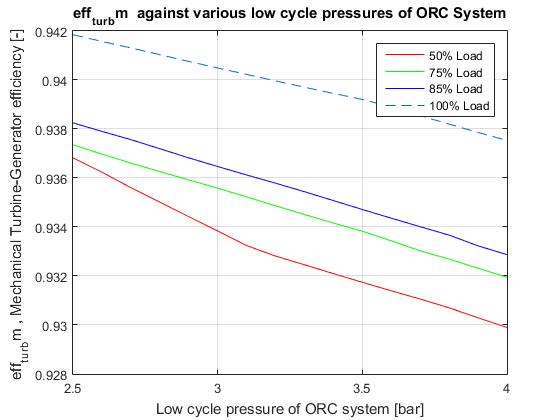 eff_turb m against various low cycle pressures of ORC System
0.942
0.94
0.938
0.936
0.934
0.932
0.93
0.928
eff_turb m , Mechanical Turbine-Generator efficiency [-]
50% Load
75% Load
85% Load
100% Load
2.5 3 3.5 4
Low cycle pressure of ORC system [bar]